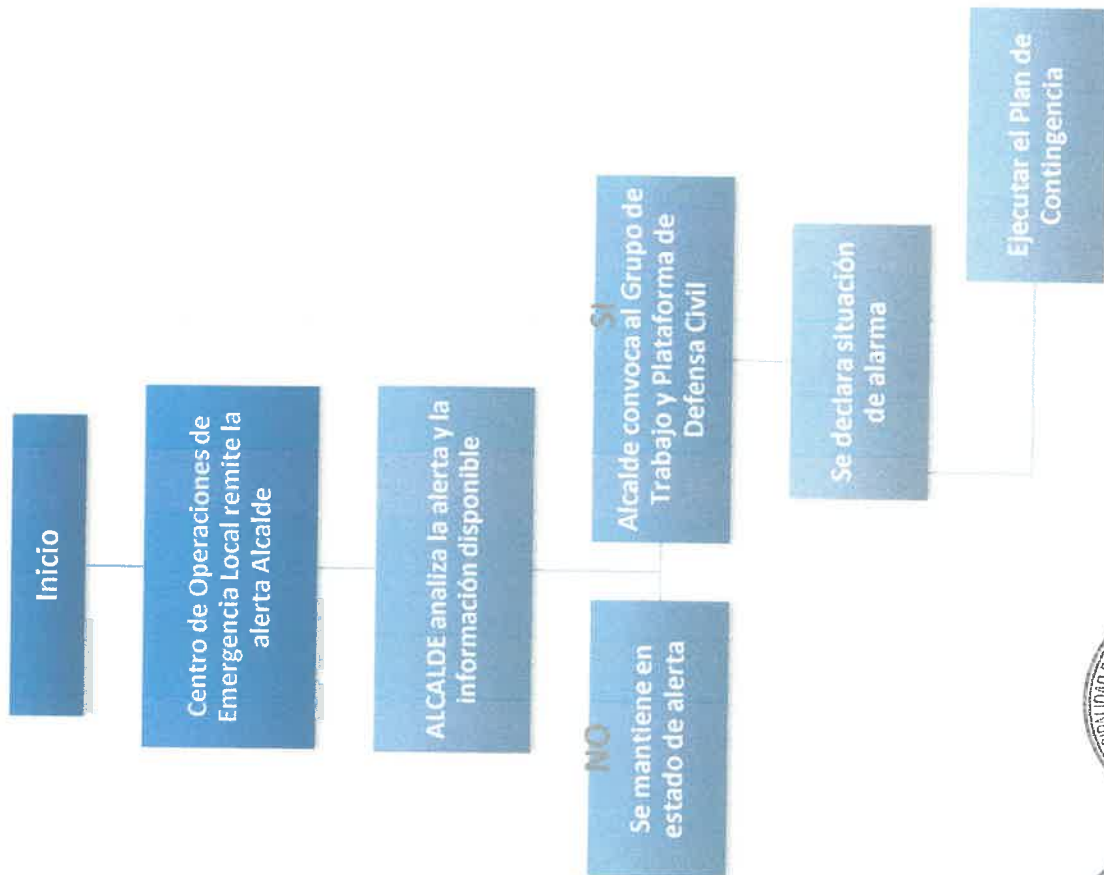 Inicio
Centro de Operaciones de
Emergencia Local remite la
alerta Alcalde
ALCALDE analiza la alerta y la
información disponible
NO
Se mantiene en
estado de alerta
SI
Alcalde convoca al Grupo de
Trabajo y Plataforma de
Defensa Civil
Se declara situación
de alarma
Ejecutar el Plan de
Contingencia